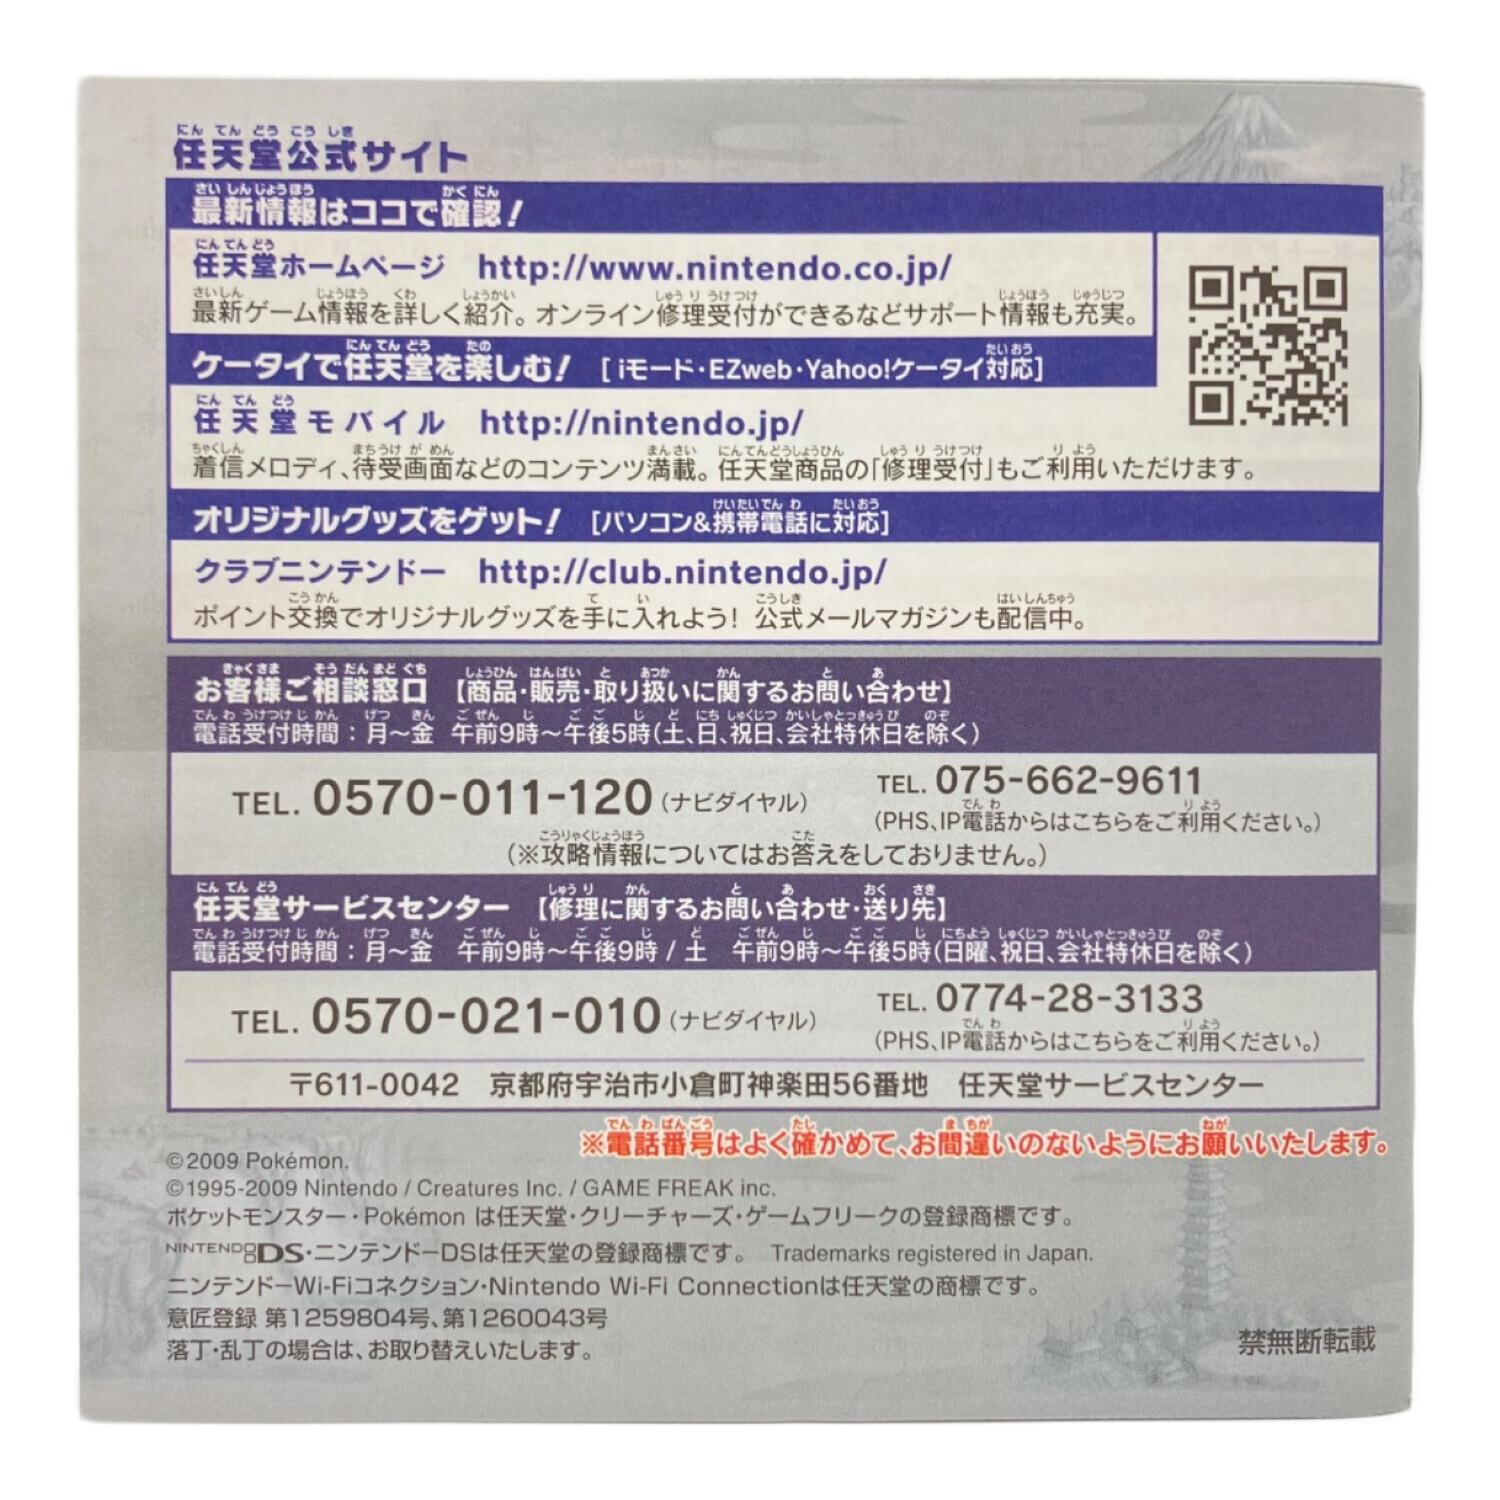 任天堂公式サイト
最新情報はココで確認!
任天堂ホームページ http://www.nintendo.co.jp/
最新ゲーム情報を詳しく紹介。オンライン修理受付ができるなどサポート情報も充実。
ケータイで任天堂を楽しむ! [iモード・EZweb・Yahoo!ケータイ対応]
任天堂モバイル http://nintendo.jp/
着信メロディ、待受画面などのコンテンツ満載。任天堂商品の「修理受付」もご利用いただけます。
オリジナルグッズをゲット! [パソコン&携帯電話に対応]
クラブニンテンドー http://club.nintendo.jp/
ポイント交換でオリジナルグッズを手に入れよう! 公式メールマガジンも配信中。
お客様ご相談窓口 【商品・販売・取り扱いに関するお問い合わせ】
電話受付時間:月~金 午前9時~午後5時(土、日、祝日、会社特休日を除く)
TEL. 0570-011-120(ナビダイヤル) TEL. 075-662-9611
(PHS、IP電話からはこちらをご利用ください。)
(※攻略情報についてはお答えをしておりません。)
任天堂サービスセンター 【修理に関するお問い合わせ・送り先】
電話受付時間:月~金 午前9時~午後9時 / 土 午前9時~午後5時(日曜、祝日、会社特休日を除く)
TEL. 0570-021-010(ナビダイヤル) TEL. 0774-28-3133
(PHS、IP電話からはこちらをご利用ください。)
〒611-0042 京都府宇治市小倉町神楽田56番地 任天堂サービスセンター
※電話番号はよく確かめて、お間違いのないようにお願いいたします。
©2009 Pokémon.
©1995-2009 Nintendo / Creatures Inc. / GAME FREAK inc.
ポケットモンスター・Pokémon は任天堂・クリーチャーズ・ゲームフリークの登録商標です。
NINTENDO DS・ニンテンドーDSは任天堂の登録商標です。 Trademarks registered in Japan.
ニンテンドーWi-Fiコネクション・Nintendo Wi-Fi Connectionは任天堂の商標です。
意匠登録 第1259804号、第1260043号
落丁・乱丁の場合は、お取り替えいたします。
禁無断転載